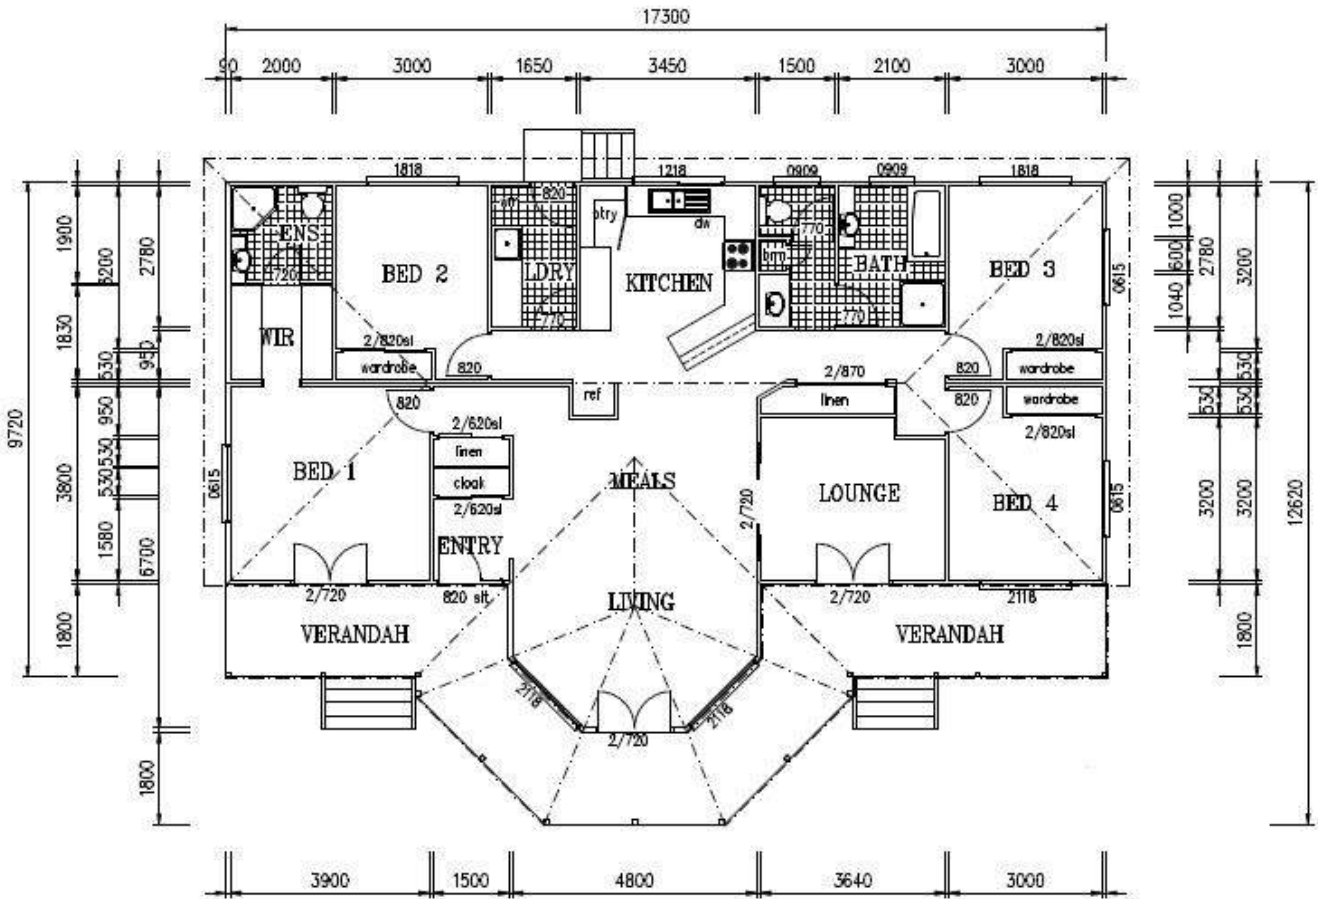 17300
90 2000 3000 1650 3450 1500 2100 3000
1818 1218 0909 0909 1818
820
ptry
dw
770
ENS
720
BED 2
LDRY
KITCHEN
brm
BATH
BED 3
0615
WIR
770
770
2/820sl
wardrobe
820
2/870
820
2/820sl
wardrobe
ref
linen
820
wardrobe
820
2/620sl
2/820sl
linen
BED 1
cloak
MEALS
LOUNGE
BED 4
0615
0615
2/620sl
2/720
ENTRY
2/720
820 slt
LIVING
2/720
2118
VERANDAH
VERANDAH
2118
2118
2/720
9720
1900
1830
3800
1800
3200
530
950
530
530
1580
2780
950
6700
1800
1000
600
1040
2780
530
3200
3200
530
530
3200
1800
12620
3900 1500 4800 3640 3000